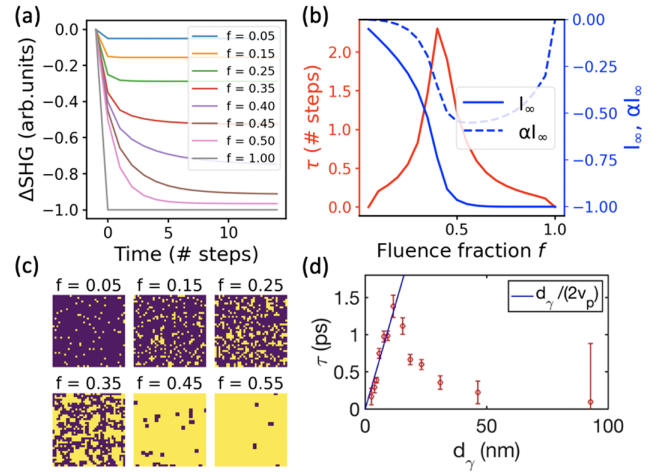 (a)
ΔSHG (arb.units)
0.0
−0.2
−0.4
−0.6
−0.8
−1.0
f = 0.05
f = 0.15
f = 0.25
f = 0.35
f = 0.40
f = 0.45
f = 0.50
f = 1.00
0
5
10
Time (# steps)
(b)
τ (# steps)
2.0
1.5
1.0
0.5
0.0
I∞
αI∞
0.00
−0.25
−0.50
−0.75
−1.00
I∞, αI∞
0.5
1.0
Fluence fraction f
(c)
f = 0.05 f = 0.15 f = 0.25
f = 0.35 f = 0.45 f = 0.55
(d)
τ (ps)
2
1.5
1
0.5
0
dγ/(2vp)
0
50
100
dγ (nm)